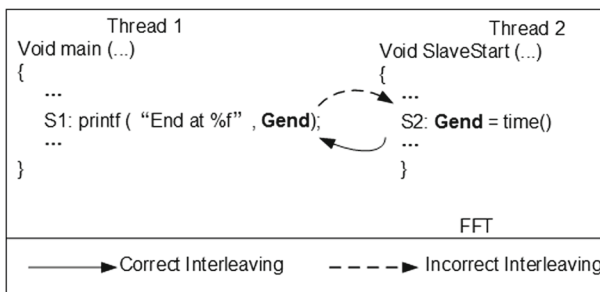 Thread 1
Thread 2
Void main (...)
Void SlaveStart (...)
{
{
...
...
S1: printf ( “End at %f” , Gend);
S2: Gend = time()
...
...
}
}
FFT
Correct Interleaving
Incorrect Interleaving